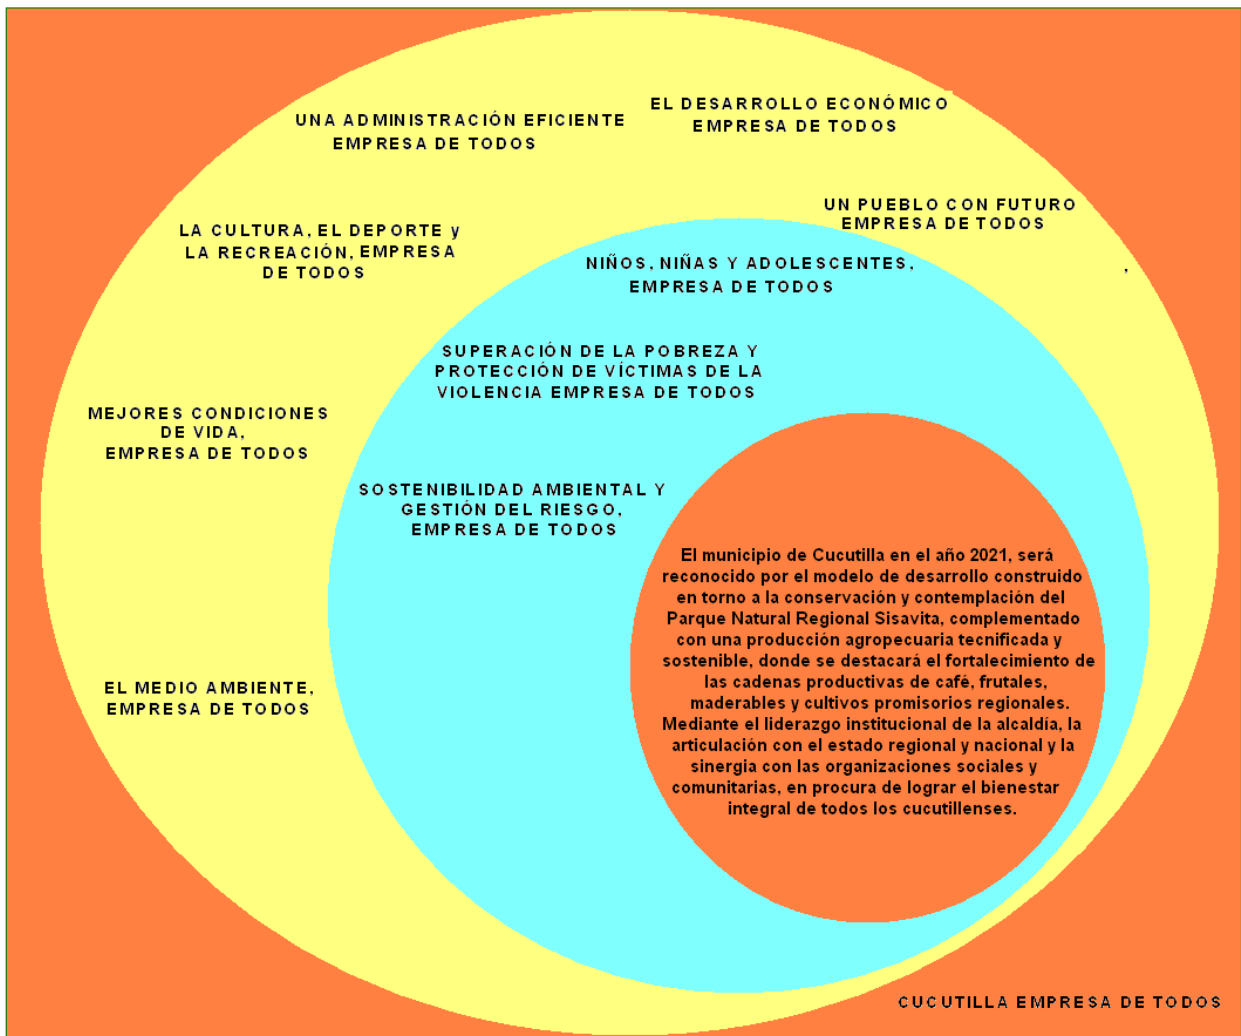 UNA ADMINISTRACIÓN EFICIENTE
EMPRESA DE TODOS
EL DESARROLLO ECONÓMICO
EMPRESA DE TODOS
UN PUEBLO CON FUTURO
EMPRESA DE TODOS
LA CULTURA, EL DEPORTE y
LA RECREACIÓN, EMPRESA
DE TODOS
,
NIÑOS, NIÑAS Y ADOLESCENTES,
EMPRESA DE TODOS
SUPERACIÓN DE LA POBREZA Y
PROTECCIÓN DE VÍCTIMAS DE LA
VIOLENCIA EMPRESA DE TODOS
MEJORES CONDICIONES
DE VIDA,
EMPRESA DE TODOS
SOSTENIBILIDAD AMBIENTAL Y
GESTIÓN DEL RIESGO,
EMPRESA DE TODOS
El municipio de Cucutilla en el año 2021, será
reconocido por el modelo de desarrollo construido
en torno a la conservación y contemplación del
Parque Natural Regional Sisavita, complementado
con una producción agropecuaria tecnificada y
sostenible, donde se destacará el fortalecimiento de
las cadenas productivas de café, frutales,
maderables y cultivos promisorios regionales.
Mediante el liderazgo institucional de la alcaldía, la
articulación con el estado regional y nacional y la
sinergia con las organizaciones sociales y
comunitarias, en procura de lograr el bienestar
integral de todos los cucutillenses.
EL MEDIO AMBIENTE,
EMPRESA DE TODOS
CUCUTILLA EMPRESA DE TODOS